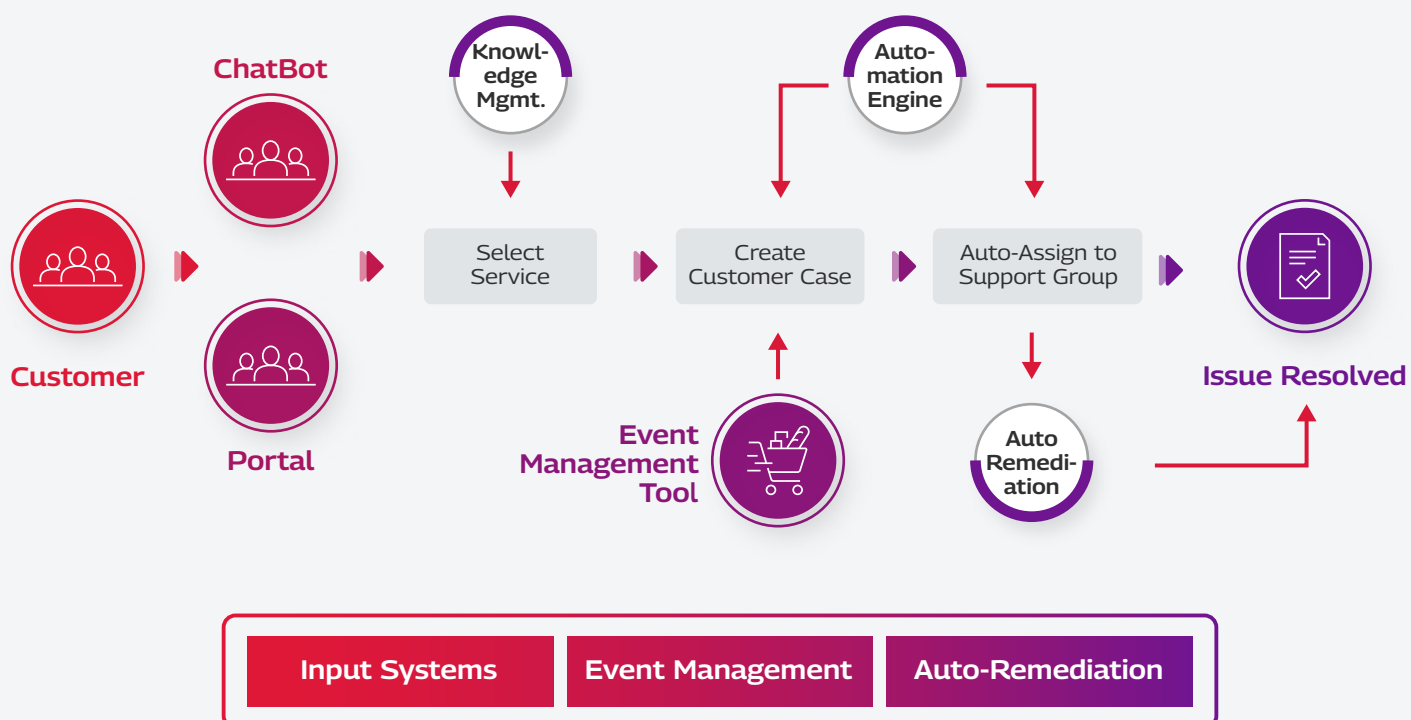 ChatBot
Knowl-
edge
Mgmt.
Auto-
mation
Engine
Select
Service
Create
Customer Case
Auto-Assign to
Support Group
Customer
Issue Resolved
Portal
Event
Management
Tool
Auto
Remedi-
ation
Input Systems
Event Management
Auto-Remediation